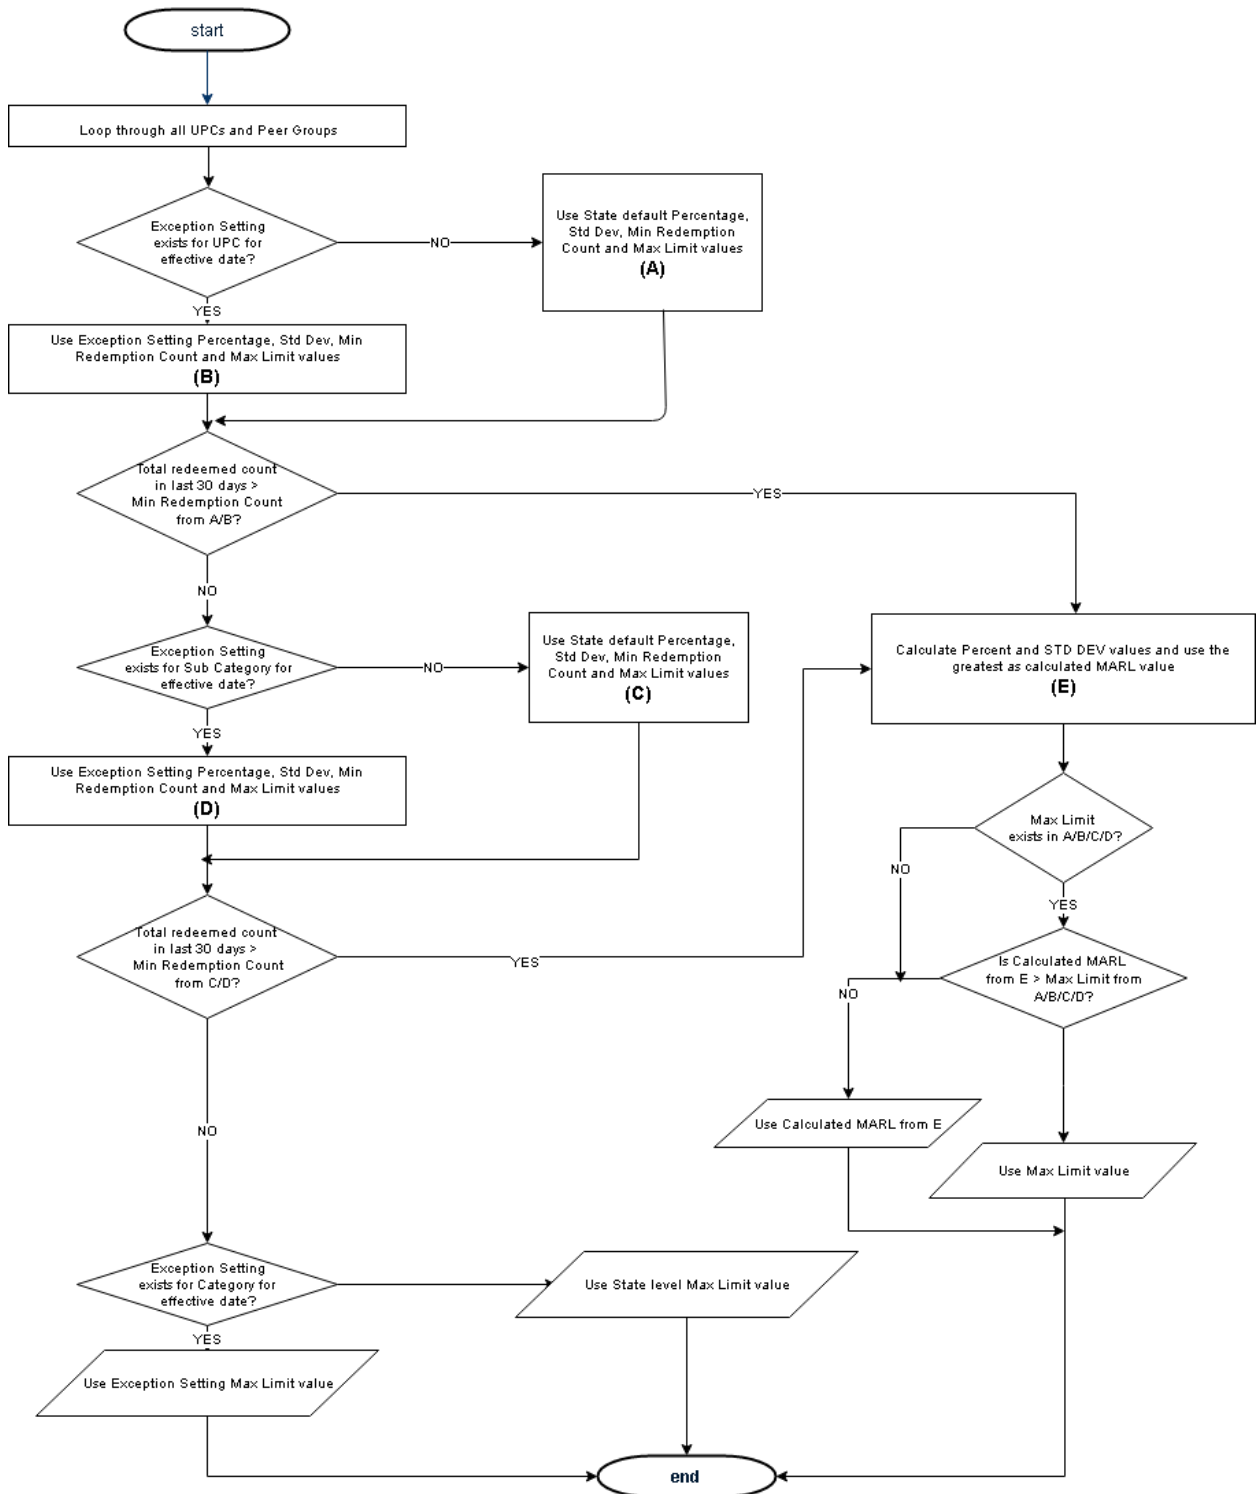 start
Loop through all UPCs and Peer Groups
Exception Setting
exists for UPC for
effective date?
NO
Use State default Percentage,
Std Dev, Min Redemption
Count and Max Limit values
(A)
YES
Use Exception Setting Percentage, Std Dev, Min
Redemption Count and Max Limit values
(B)
Total redeemed count
in last 30 days >
Min Redemption Count
from A/B?
YES
NO
Exception Setting
exists for Sub Category for
effective date?
NO
Use State default Percentage,
Std Dev, Min Redemption
Count and Max Limit values
(C)
Calculate Percent and STD DEV values and use the
greatest as calculated MARL value
(E)
YES
Use Exception Setting Percentage, Std Dev, Min
Redemption Count and Max Limit values
(D)
Max Limit
exists in A/B/C/D?
NO
YES
Total redeemed count
in last 30 days >
Min Redemption Count
from C/D?
YES
Is Calculated MARL
from E > Max Limit from
A/B/C/D?
NO
Use Calculated MARL from E
Use Max Limit value
NO
Exception Setting
exists for Category for
effective date?
Use State level Max Limit value
YES
Use Exception Setting Max Limit value
end